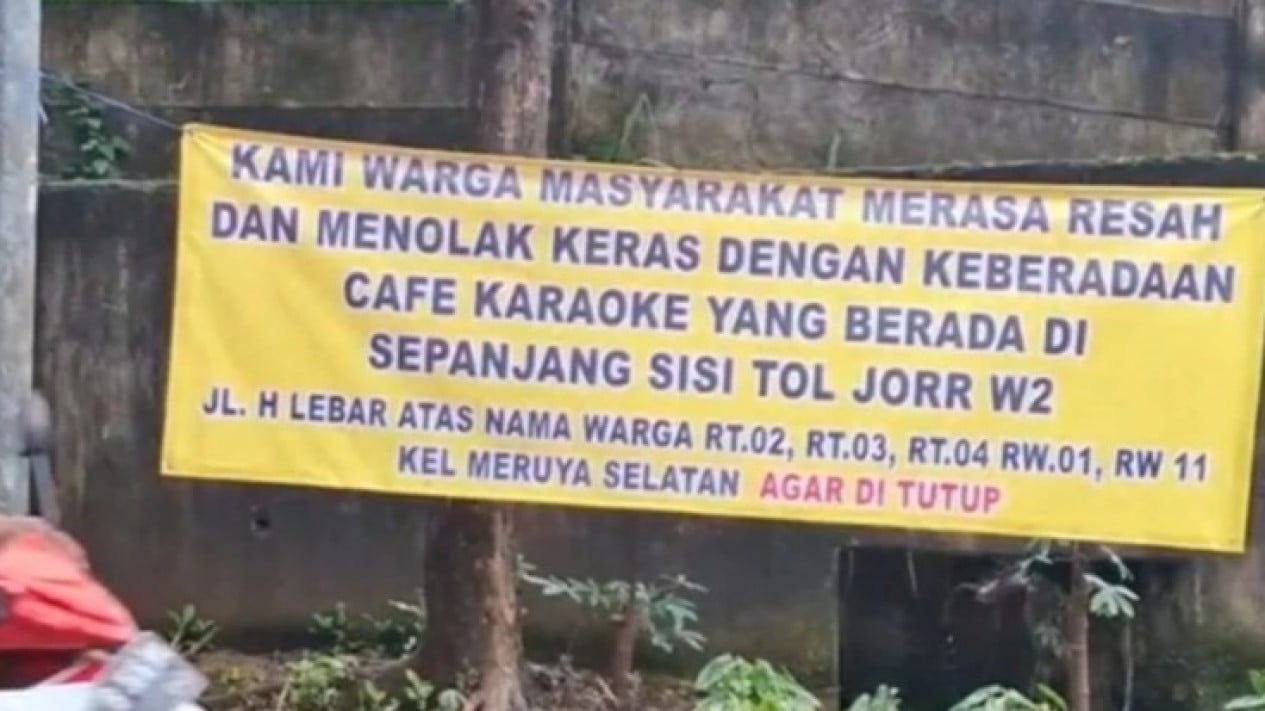 KAMI WARGA MASYARAKAT MERASA RESAH
DAN MENOLAK KERAS DENGAN KEBERADAAN
CAFE KARAOKE YANG BERADA DI
SEPANJANG SISI TOL JORR W2
JL. H LEBAR ATAS NAMA WARGA RT.02, RT.03, RT.04 RW.01, RW 11
KEL MERUYA SELATAN AGAR DI TUTUP